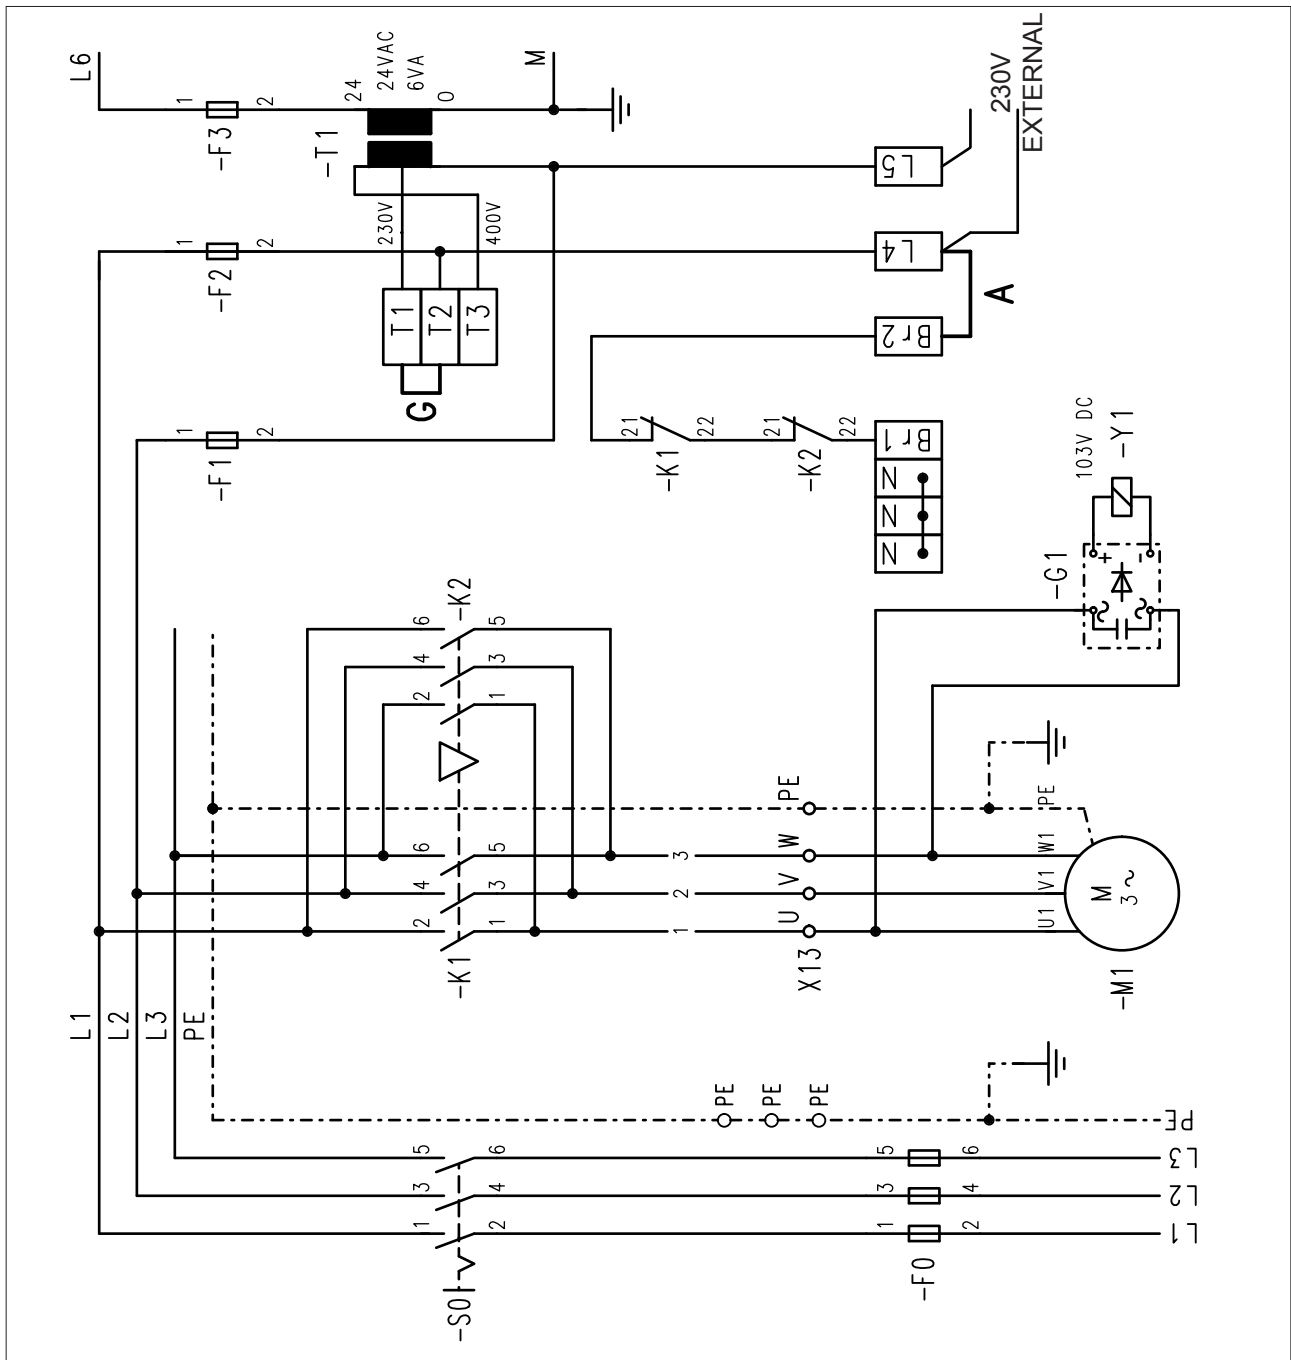 L6
1
2
-F3
24
24VAC
6VA
0
-T1
M
230V
EXTERNAL
L5
1
2
-F2
230V
400V
L4
T1
T2
T3
G
A
Br2
1
2
-F1
21
22
-K1
21
22
-K2
Br1
N
N
N
103V DC
-Y1
-G1
+
-
-K2
6
5
4
3
2
1
PE
PE
6
5
3
W
W1
4
3
2
V
V1
2
1
1
U
U1
-K1
X13
M
3~
-M1
L1
L2
L3
PE
PE
PE
PE
PE
5
6
5
6
L3
3
4
3
4
L2
1
2
1
2
L1
-S0
-F0